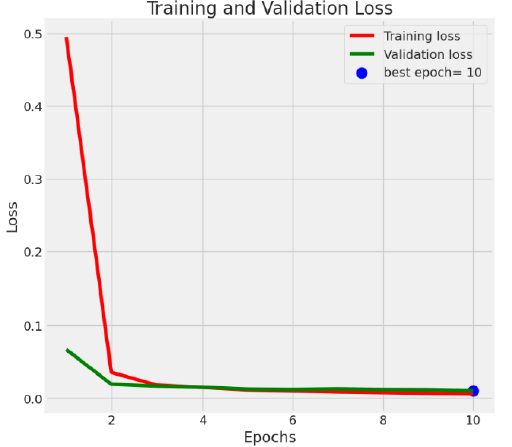 Training and Validation Loss
Training loss
Validation loss
best epoch= 10
0.5
0.4
0.3
0.2
0.1
0.0
Loss
2
4
6
8
10
Epochs